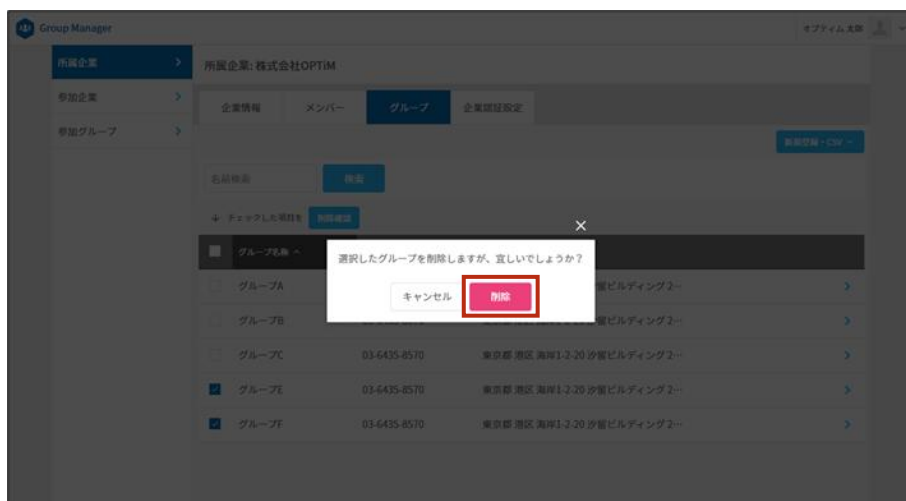 Group Manager
オプティム 太郎
所属企業
所属企業: 株式会社OPTiM
参加企業
企業情報 メンバー グループ 企業認証設定
参加グループ
新規登録・CSV
名前検索 検索
チェックした項目を 削除確認
グループ名称
選択したグループを削除しますが、宜しいでしょうか？
キャンセル 削除
グループA 留ビルディング 2…
グループB
グループC 03-6435-8570 東京都 港区 海岸1-2-20 汐留ビルディング 2…
グループE 03-6435-8570 東京都 港区 海岸1-2-20 汐留ビルディング 2…
グループF 03-6435-8570 東京都 港区 海岸1-2-20 汐留ビルディング 2…